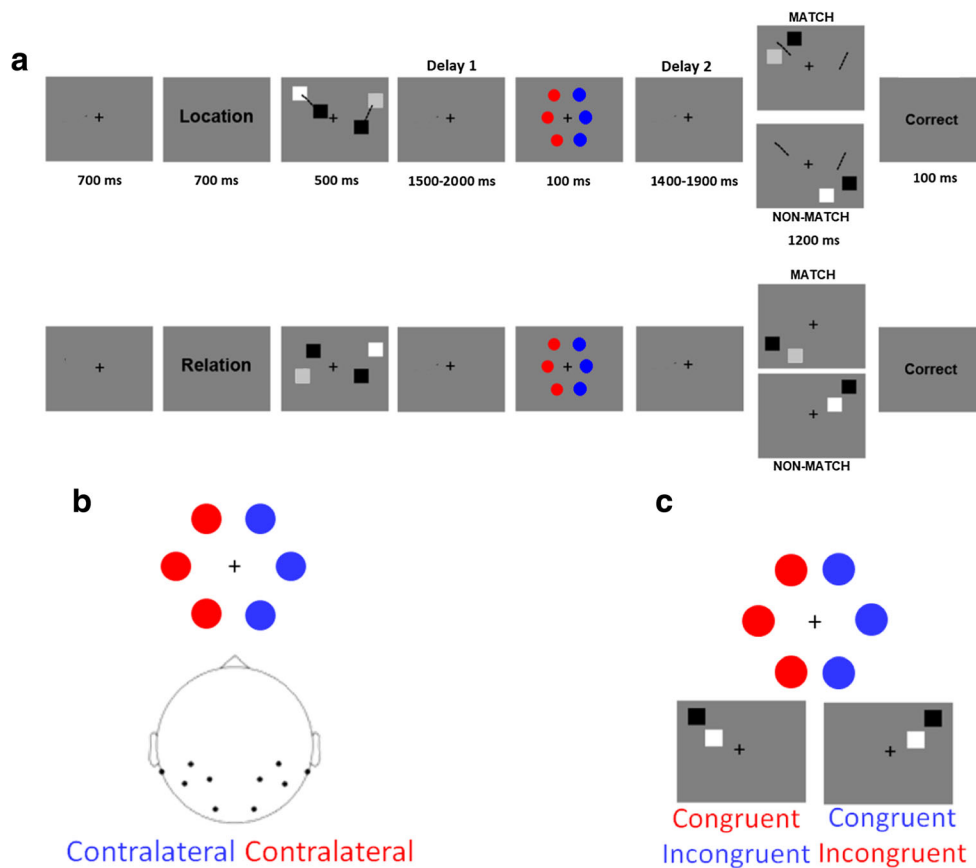 a
MATCH
Delay 1
Delay 2
Location
Correct
700 ms
700 ms
500 ms
1500-2000 ms
100 ms
1400-1900 ms
NON-MATCH
100 ms
1200 ms
MATCH
Relation
Correct
NON-MATCH
b
Contralateral Contralateral
c
Congruent
Congruent
Incongruent
Incongruent